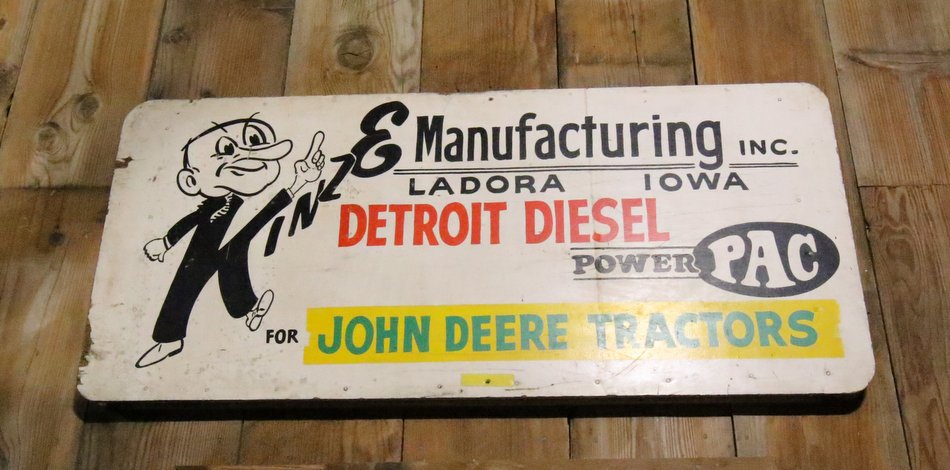 KINZE Manufacturing INC.
LADORA IOWA
DETROIT DIESEL
POWER PAC
FOR JOHN DEERE TRACTORS